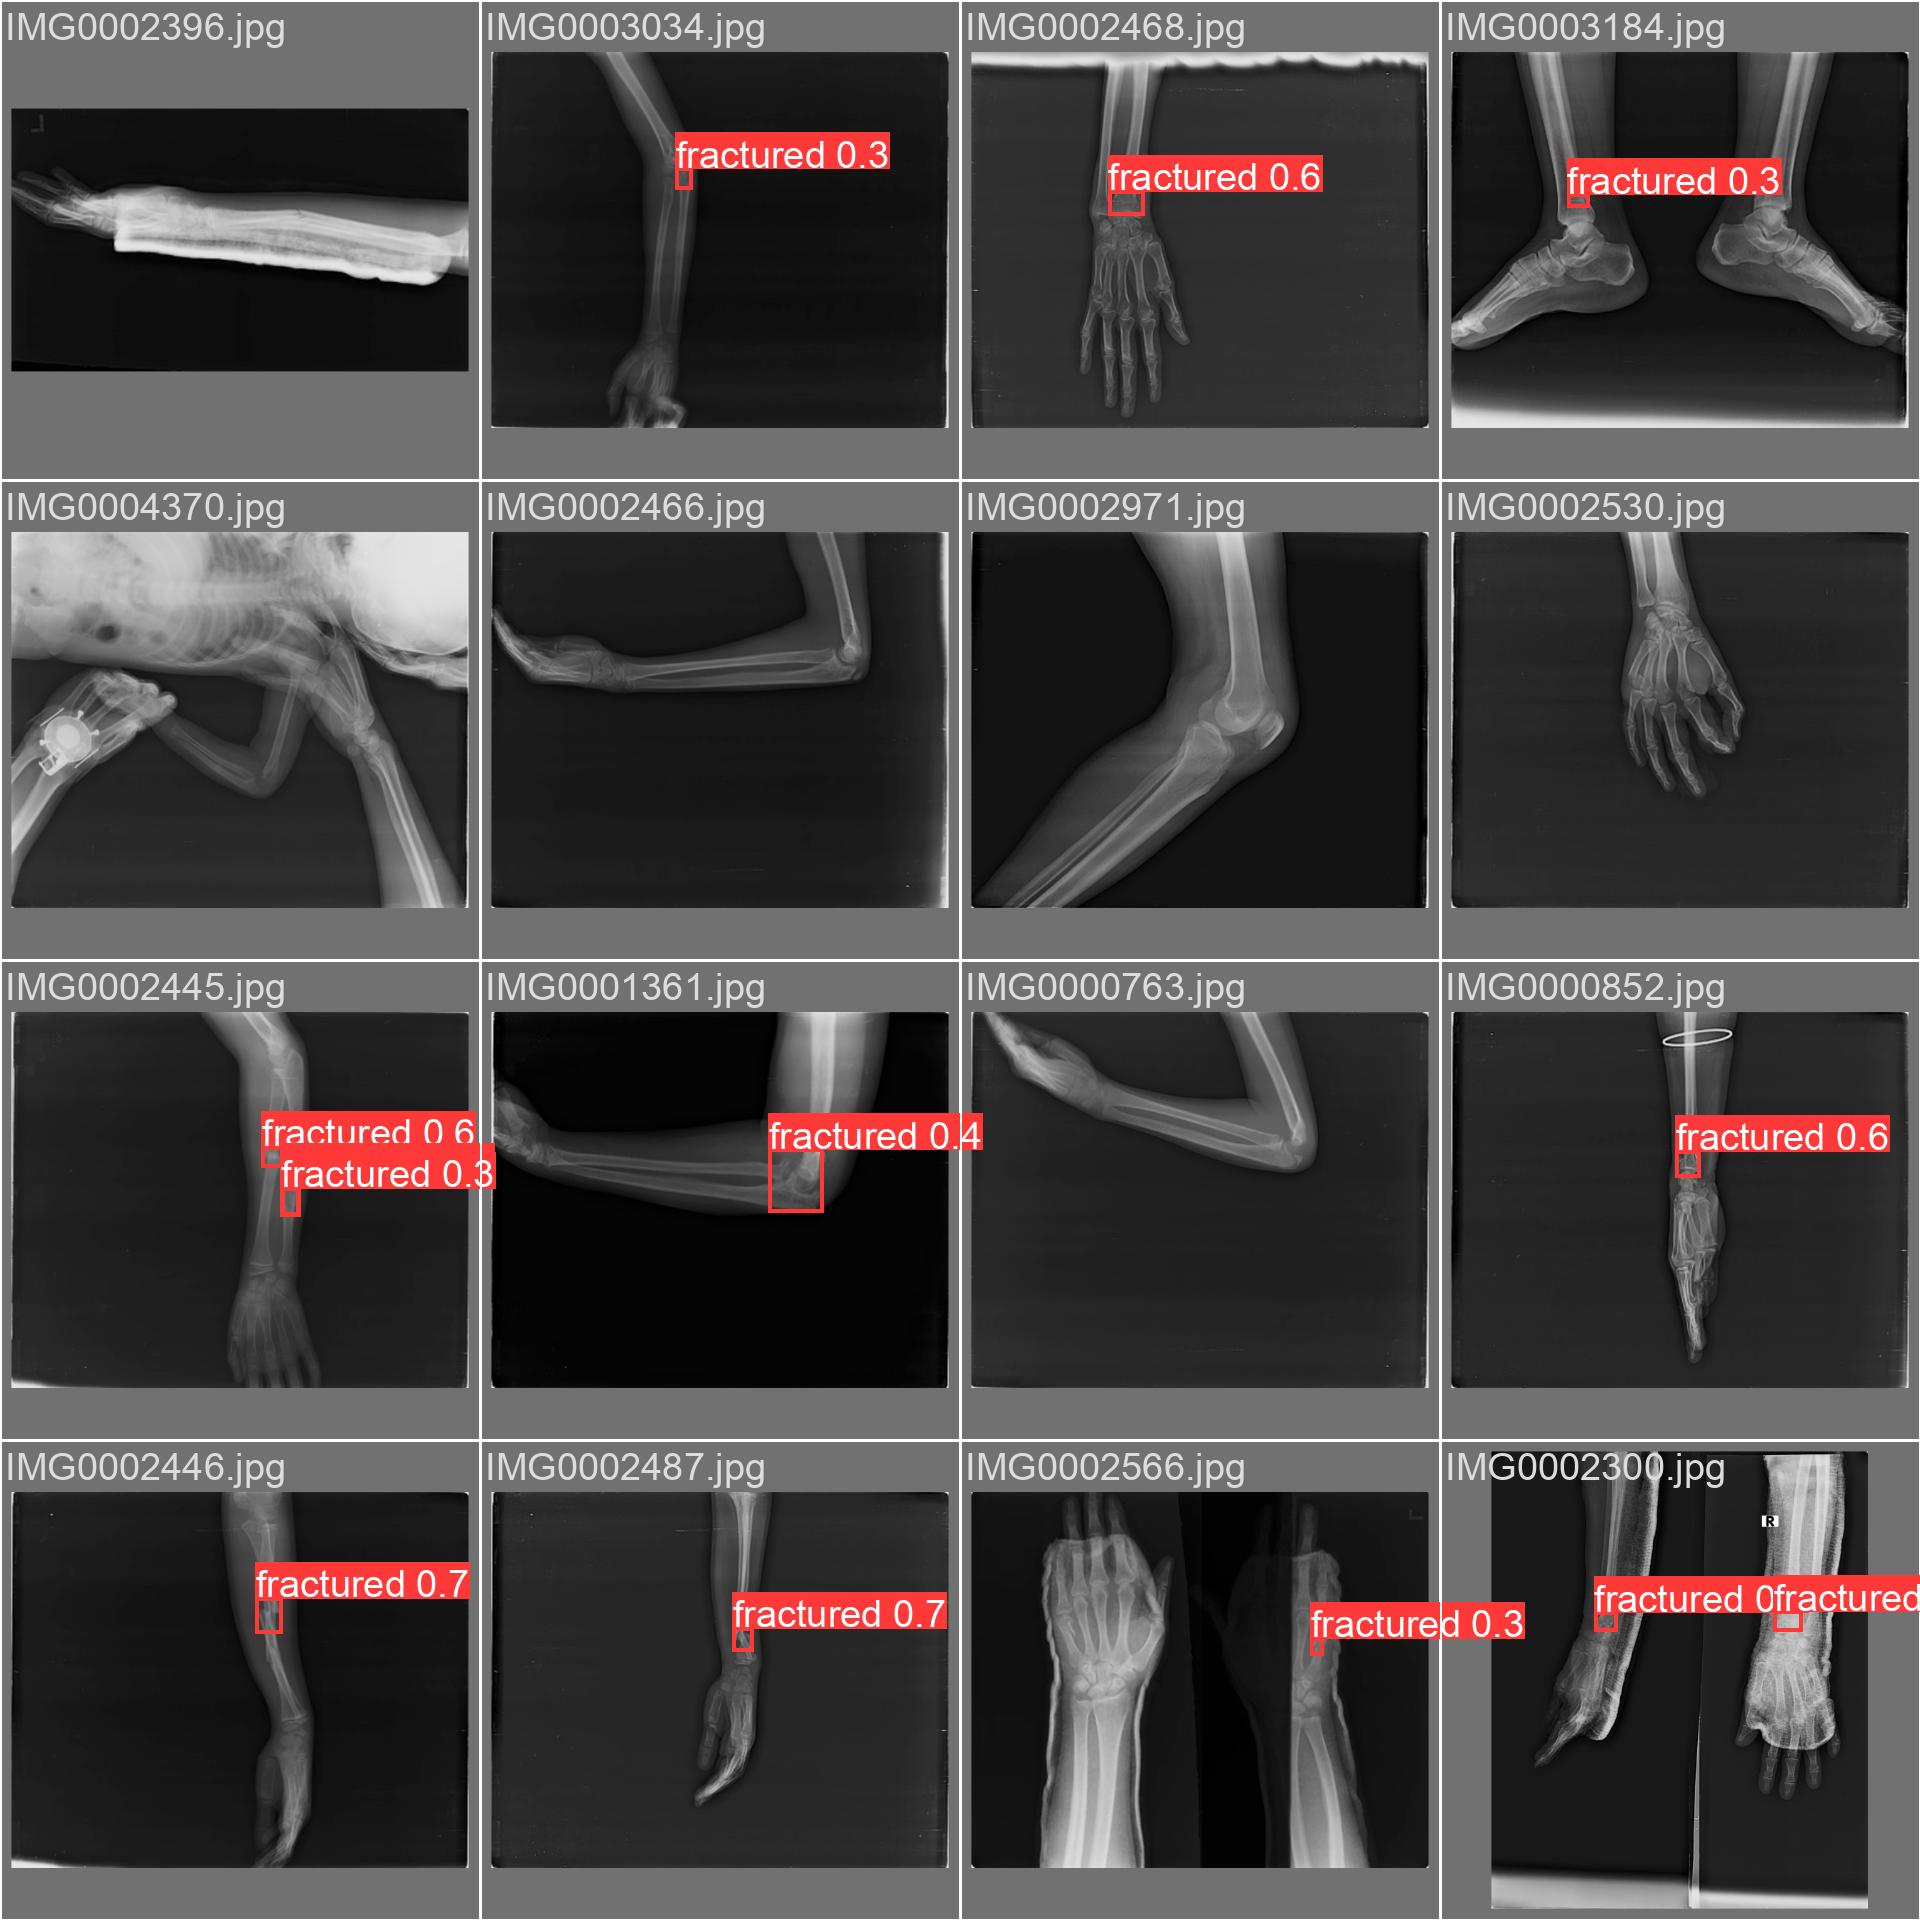 IMG0002396.jpg
IMG0003034.jpg
fractured 0.3
IMG0002468.jpg
fractured 0.6
IMG0003184.jpg
fractured 0.3
IMG0004370.jpg
IMG0002466.jpg
IMG0002971.jpg
IMG0002530.jpg
IMG0002445.jpg
fractured 0.6
fractured 0.3
IMG0001361.jpg
fractured 0.4
IMG0000763.jpg
IMG0000852.jpg
fractured 0.6
IMG0002446.jpg
fractured 0.7
IMG0002487.jpg
fractured 0.7
IMG0002566.jpg
fractured 0.3
IMG0002300.jpg
R
fractured 0
fractured